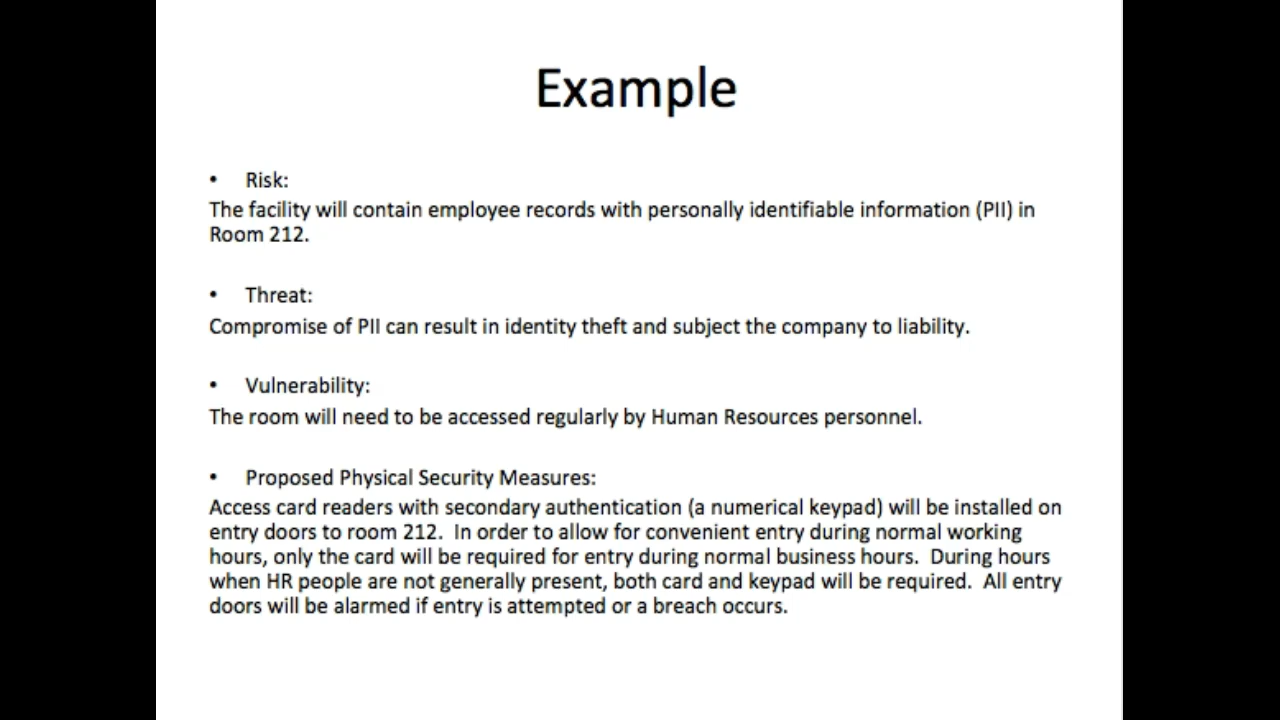 Example
• Risk:
The facility will contain employee records with personally identifiable information (PII) in
Room 212.
• Threat:
Compromise of PII can result in identity theft and subject the company to liability.
• Vulnerability:
The room will need to be accessed regularly by Human Resources personnel.
• Proposed Physical Security Measures:
Access card readers with secondary authentication (a numerical keypad) will be installed on
entry doors to room 212.  In order to allow for convenient entry during normal working
hours, only the card will be required for entry during normal business hours.  During hours
when HR people are not generally present, both card and keypad will be required.  All entry
doors will be alarmed if entry is attempted or a breach occurs.